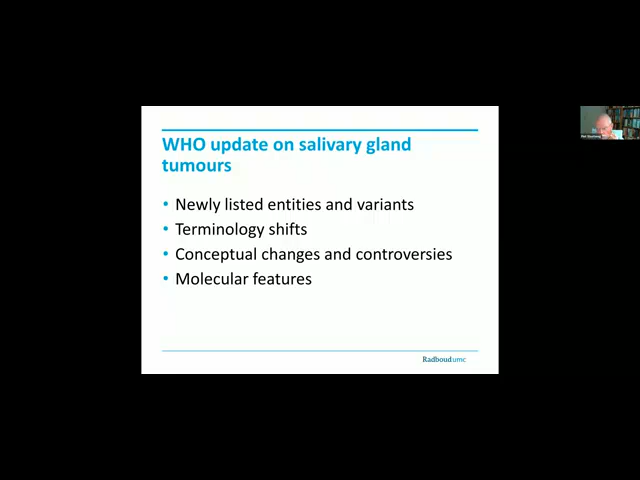 WHO update on salivary gland
tumours
• Newly listed entities and variants
• Terminology shifts
• Conceptual changes and controversies
• Molecular features
Radboudumc